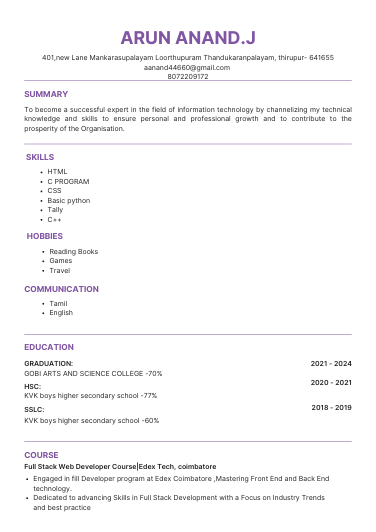 ARUN ANAND.J
401,new Lane Mankarasupalayam Loorthupuram Thandukaranpalayam, thirupur- 641655
aanand44660@gmail.com
8072209172
SUMMARY
To become a successful expert in the field of information technology by channelizing my technical
knowledge and skills to ensure personal and professional growth and to contribute to the
prosperity of the Organisation.
SKILLS
• HTML
• C PROGRAM
• CSS
• Basic python
• Tally
• C++
HOBBIES
• Reading Books
• Games
• Travel
COMMUNICATION
• Tamil
• English
EDUCATION
GRADUATION: 2021 - 2024
GOBI ARTS AND SCIENCE COLLEGE -70%
HSC: 2020 - 2021
KVK boys higher secondary school -77%
SSLC: 2018 - 2019
KVK boys higher secondary school -60%
COURSE
Full Stack Web Developer Course|Edex Tech, coimbatore
• Engaged in fill Developer program at Edex Coimbatore ,Mastering Front End and Back End
technology.
• Dedicated to advancing Skills in Full Stack Development with a Focus on Industry Trends
and best practice